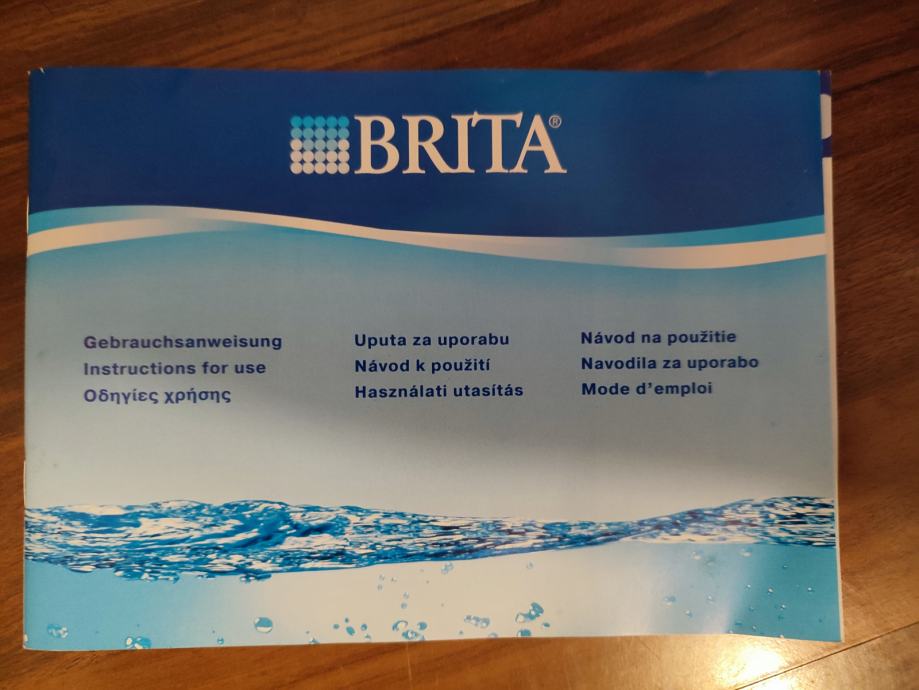 BRITA®
Gebrauchsanweisung
Instructions for use
Οδηγίες χρήσης
Uputa za uporabu
Návod k použití
Használati utasítás
Návod na použitie
Navodila za uporabo
Mode d’emploi